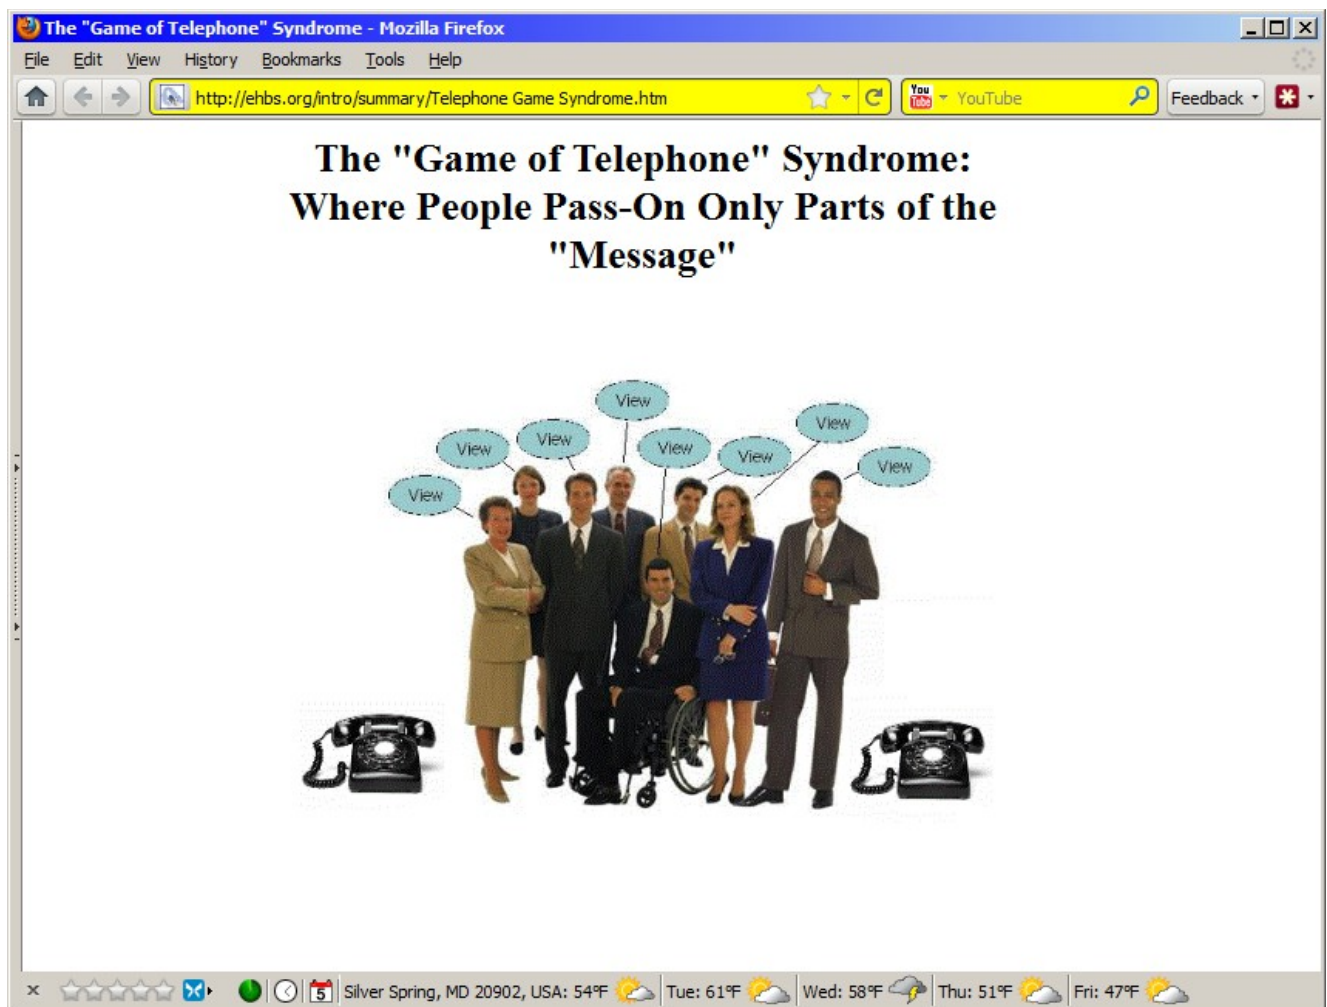 The "Game of Telephone" Syndrome - Mozilla Firefox
File Edit View History Bookmarks Tools Help
http://ehbs.org/intro/summary/Telephone Game Syndrome.htm You Tube YouTube Feedback
The "Game of Telephone" Syndrome:
Where People Pass-On Only Parts of the
"Message"
View
View
View
View
View
View
View
View
5 Silver Spring, MD 20902, USA: 54°F Tue: 61°F Wed: 58°F Thu: 51°F Fri: 47°F